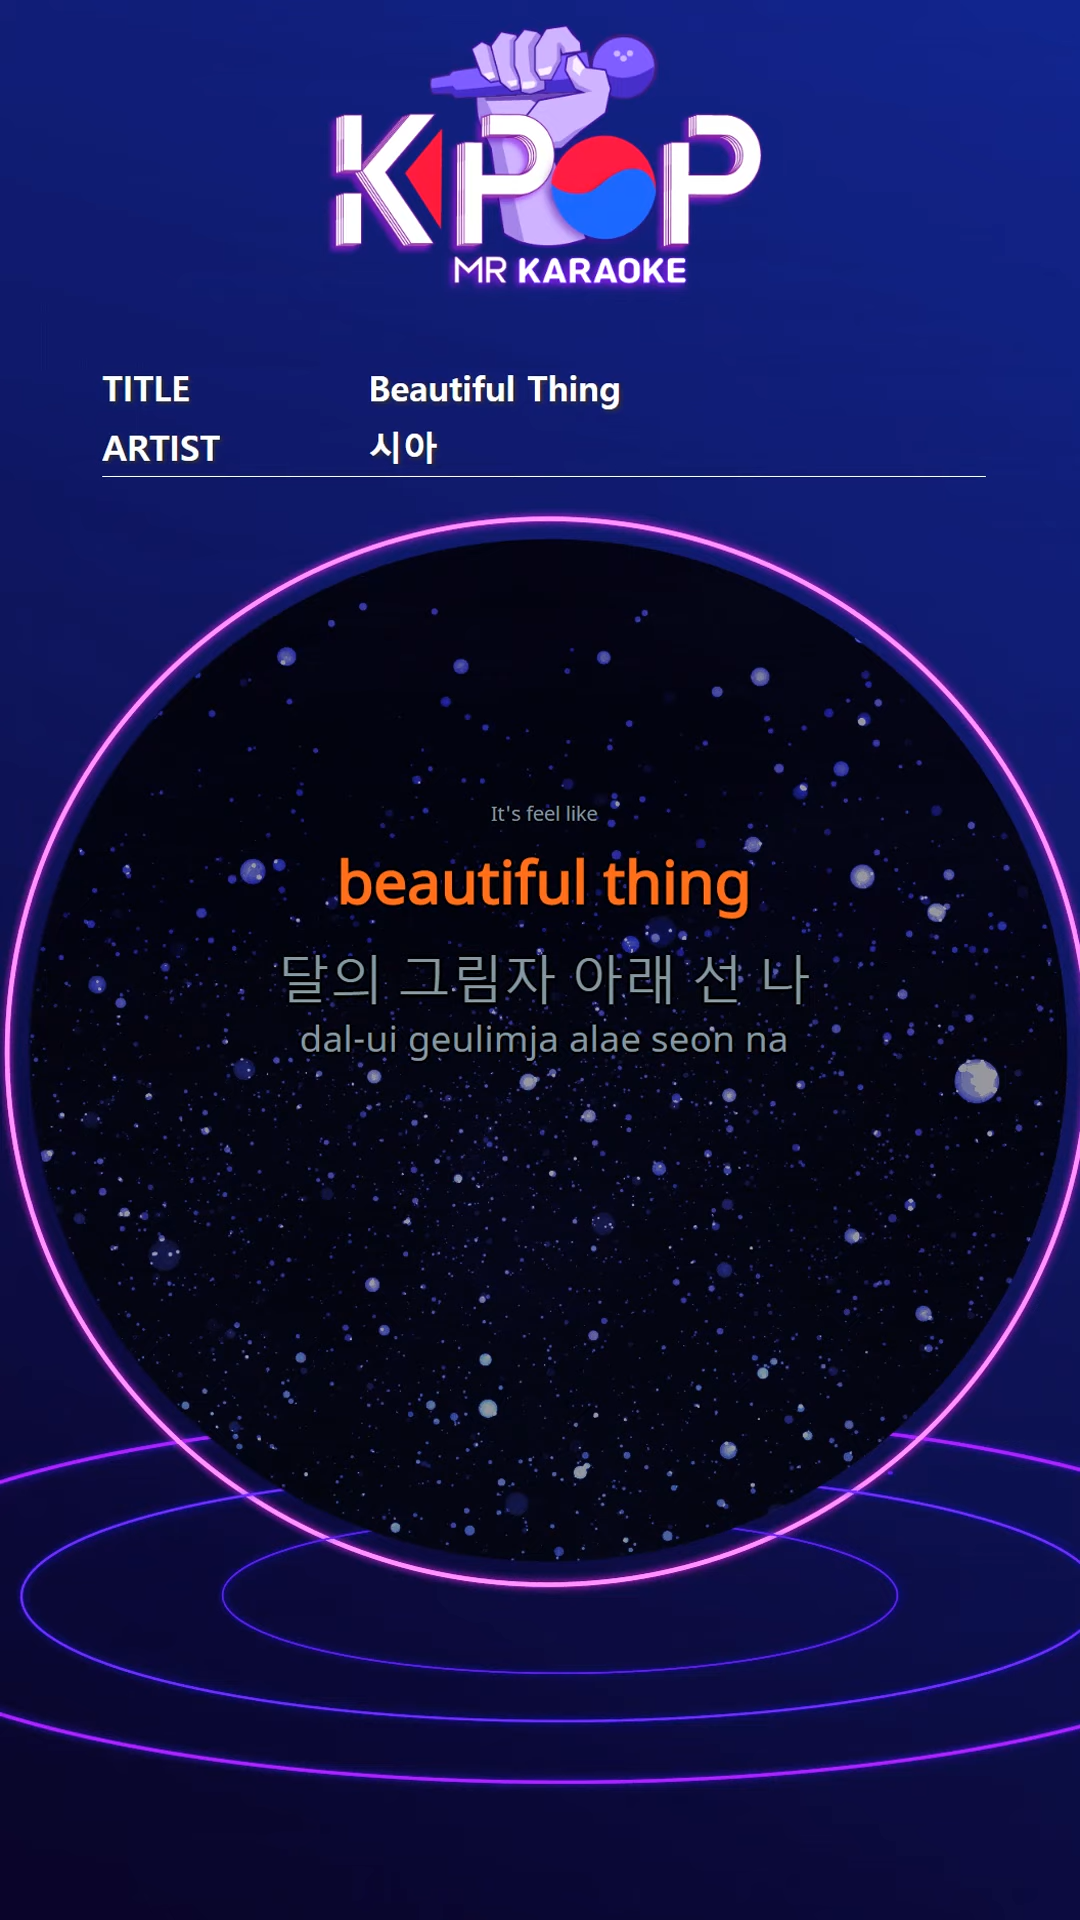 KPOP
MR KARAOKE
TITLE Beautiful Thing
ARTIST 시아
It's feel like
beautiful thing
달의 그림자 아래 선 나
dal-ui geulimja alae seon na